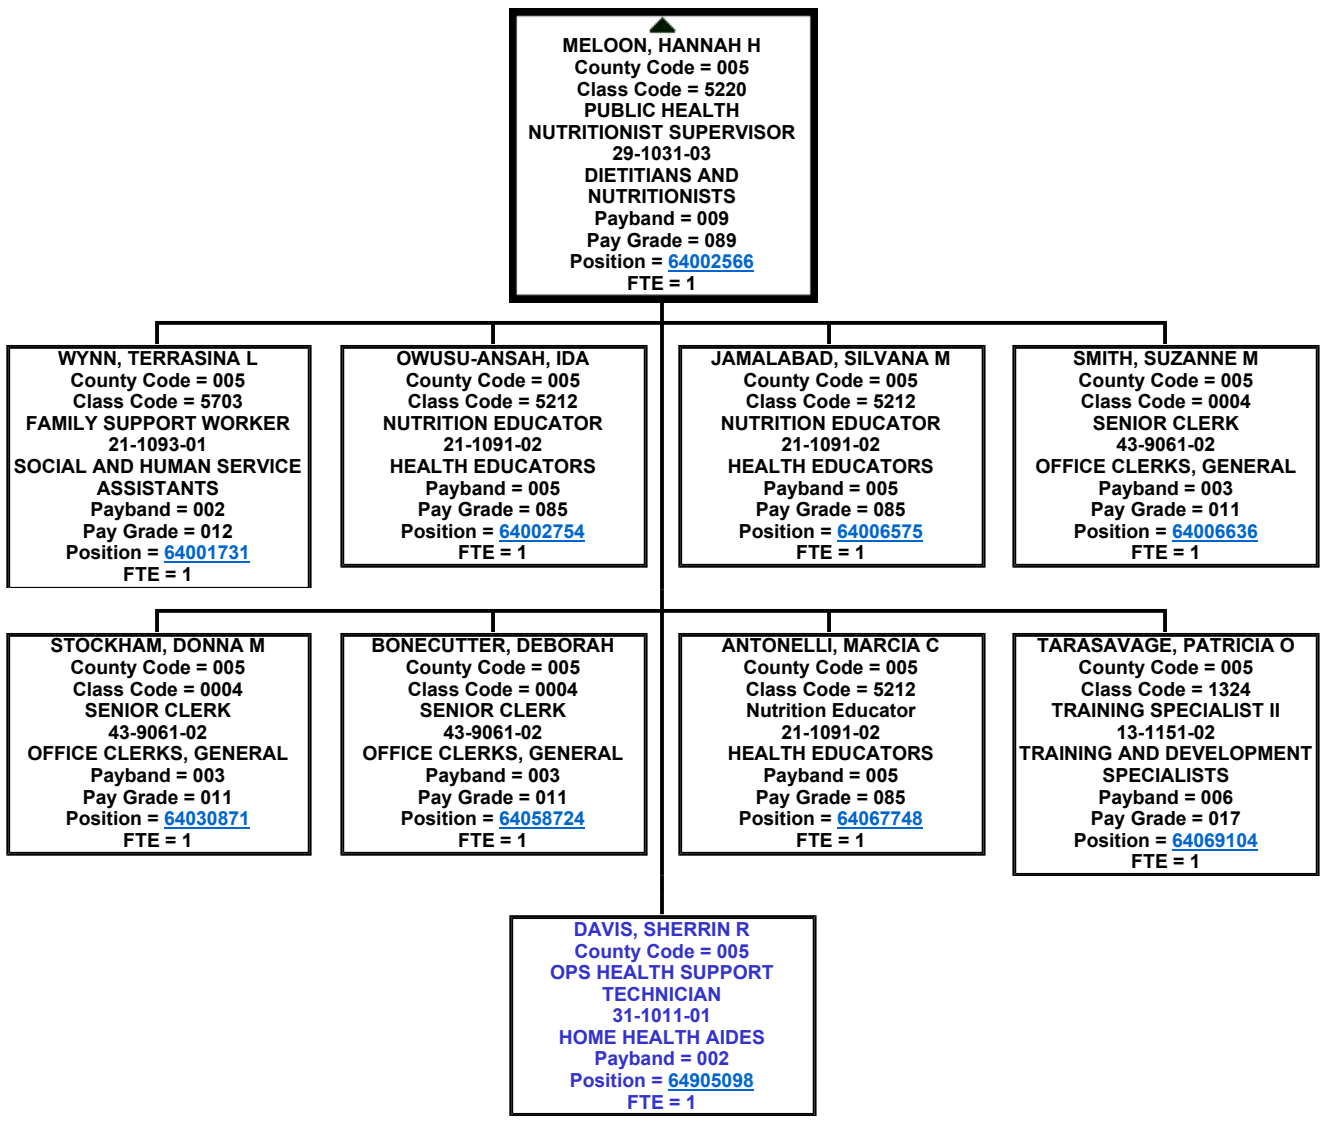 MELOON, HANNAH H
County Code = 005
Class Code = 5220
PUBLIC HEALTH
NUTRITIONIST SUPERVISOR
29-1031-03
DIETITIANS AND
NUTRITIONISTS
Payband = 009
Pay Grade = 089
Position = 64002566
FTE = 1
WYNN, TERRASINA L
County Code = 005
Class Code = 5703
FAMILY SUPPORT WORKER
21-1093-01
SOCIAL AND HUMAN SERVICE
ASSISTANTS
Payband = 002
Pay Grade = 012
Position = 64001731
FTE = 1
OWUSU-ANSAH, IDA
County Code = 005
Class Code = 5212
NUTRITION EDUCATOR
21-1091-02
HEALTH EDUCATORS
Payband = 005
Pay Grade = 085
Position = 64002754
FTE = 1
JAMALABAD, SILVANA M
County Code = 005
Class Code = 5212
NUTRITION EDUCATOR
21-1091-02
HEALTH EDUCATORS
Payband = 005
Pay Grade = 085
Position = 64006575
FTE = 1
SMITH, SUZANNE M
County Code = 005
Class Code = 0004
SENIOR CLERK
43-9061-02
OFFICE CLERKS, GENERAL
Payband = 003
Pay Grade = 011
Position = 64006636
FTE = 1
STOCKHAM, DONNA M
County Code = 005
Class Code = 0004
SENIOR CLERK
43-9061-02
OFFICE CLERKS, GENERAL
Payband = 003
Pay Grade = 011
Position = 64030871
FTE = 1
BONECUTTER, DEBORAH
County Code = 005
Class Code = 0004
SENIOR CLERK
43-9061-02
OFFICE CLERKS, GENERAL
Payband = 003
Pay Grade = 011
Position = 64058724
FTE = 1
ANTONELLI, MARCIA C
County Code = 005
Class Code = 5212
Nutrition Educator
21-1091-02
HEALTH EDUCATORS
Payband = 005
Pay Grade = 085
Position = 64067748
FTE = 1
TARASAVAGE, PATRICIA O
County Code = 005
Class Code = 1324
TRAINING SPECIALIST II
13-1151-02
TRAINING AND DEVELOPMENT
SPECIALISTS
Payband = 006
Pay Grade = 017
Position = 64069104
FTE = 1
DAVIS, SHERRIN R
County Code = 005
OPS HEALTH SUPPORT
TECHNICIAN
31-1011-01
HOME HEALTH AIDES
Payband = 002
Position = 64905098
FTE = 1